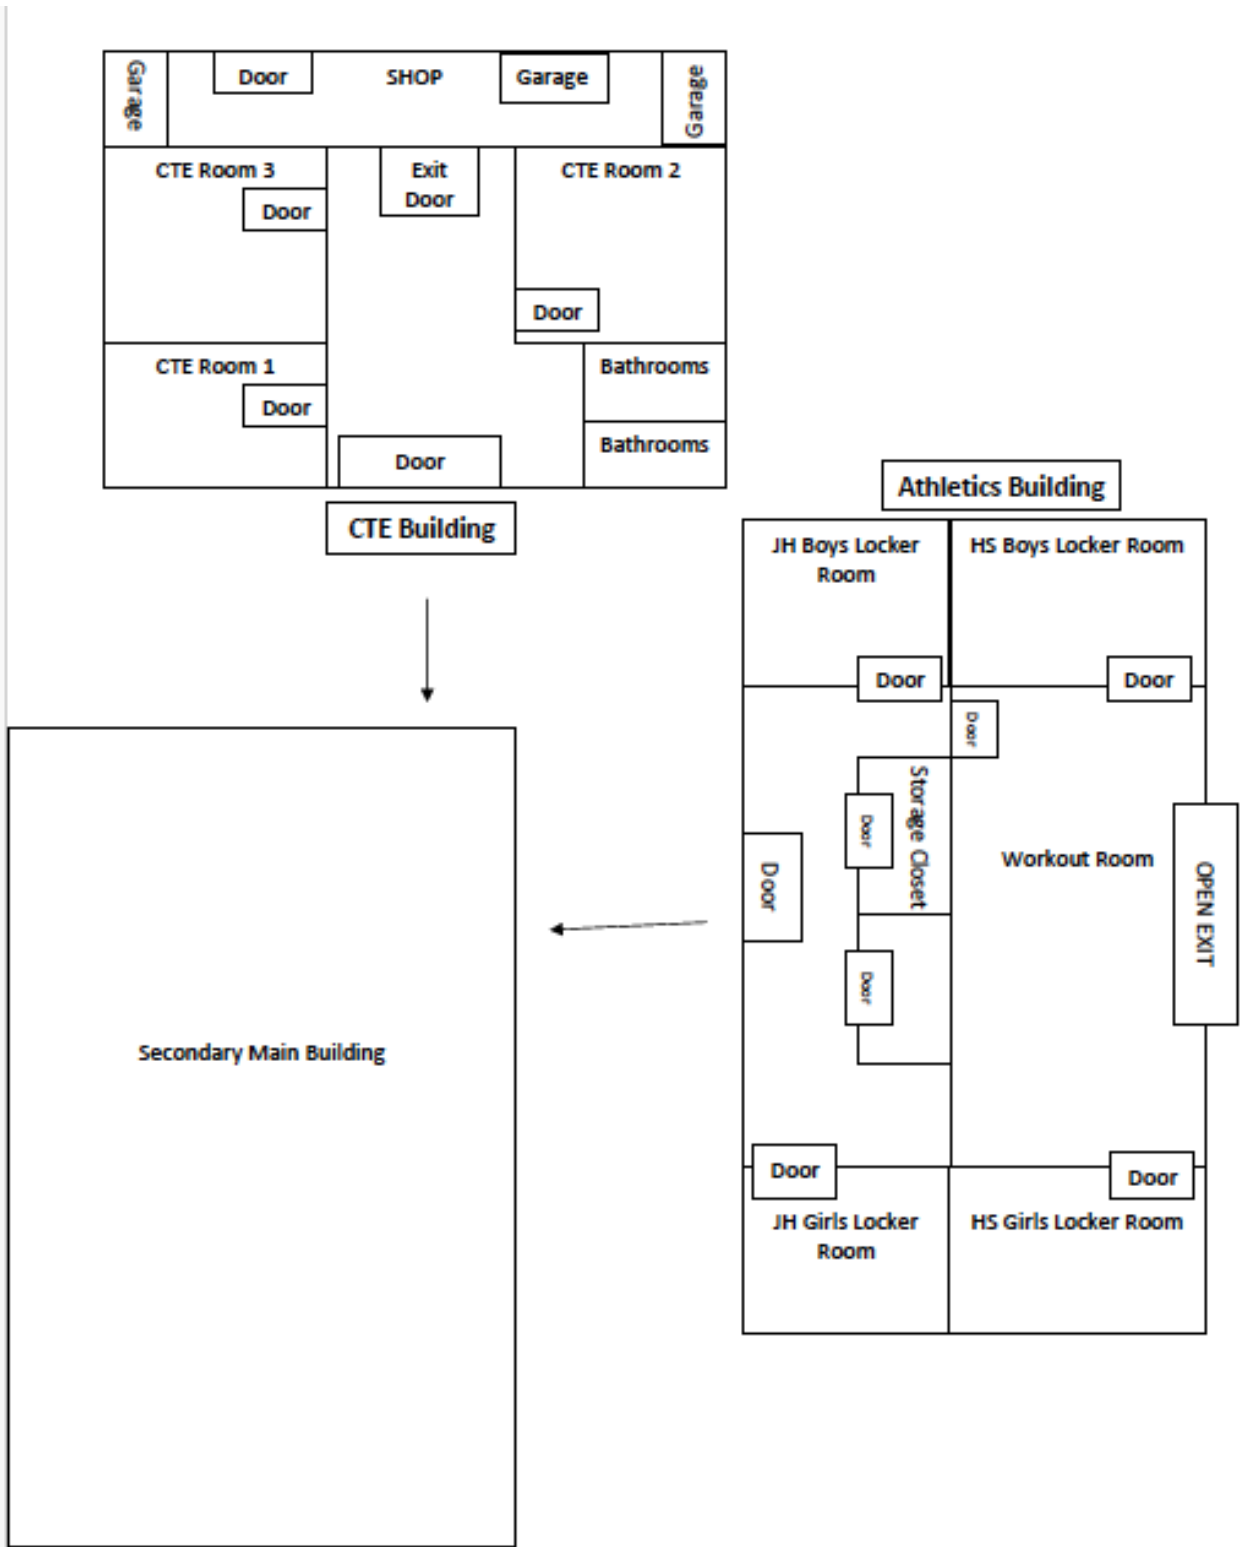 Garage
Door
SHOP
Garage
Garage
CTE Room 3
Exit
Door
CTE Room 2
Door
Door
CTE Room 1
Bathrooms
Door
Bathrooms
Door
CTE Building
Athletics Building
JH Boys Locker
Room
HS Boys Locker Room
Door
Door
Door
Storage Closet
Door
Workout Room
Door
OPEN EXIT
Door
Secondary Main Building
Door
Door
JH Girls Locker
Room
HS Girls Locker Room